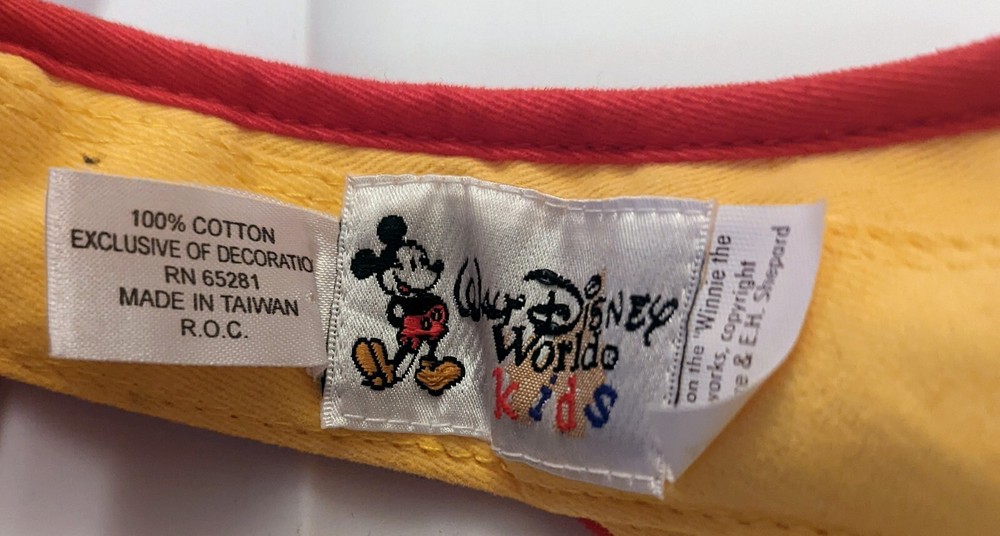 100% COTTON
EXCLUSIVE OF DECORATIO
RN 65281
MADE IN TAIWAN
R.O.C.
Walt Disney
World
kids
on the "Winnie the
works, copyright
ne & E.H. Shepard